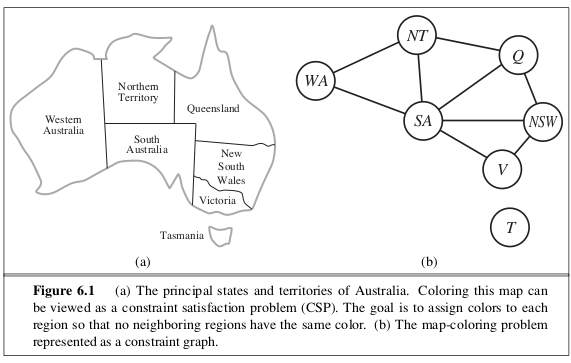 Northern
Territory
Western
Australia
Queensland
South
Australia
New
South
Wales
Victoria
Tasmania
(a)
NT
Q
WA
SA
NSW
V
T
(b)
Figure 6.1 (a) The principal states and territories of Australia. Coloring this map can
be viewed as a constraint satisfaction problem (CSP). The goal is to assign colors to each
region so that no neighboring regions have the same color. (b) The map-coloring problem
represented as a constraint graph.